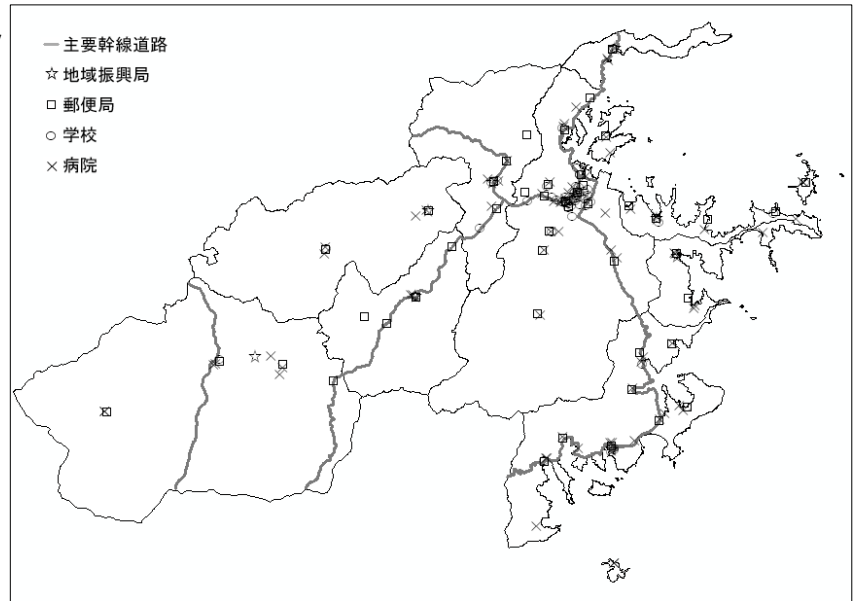 主要幹線道路
地域振興局
郵便局
学校
病院